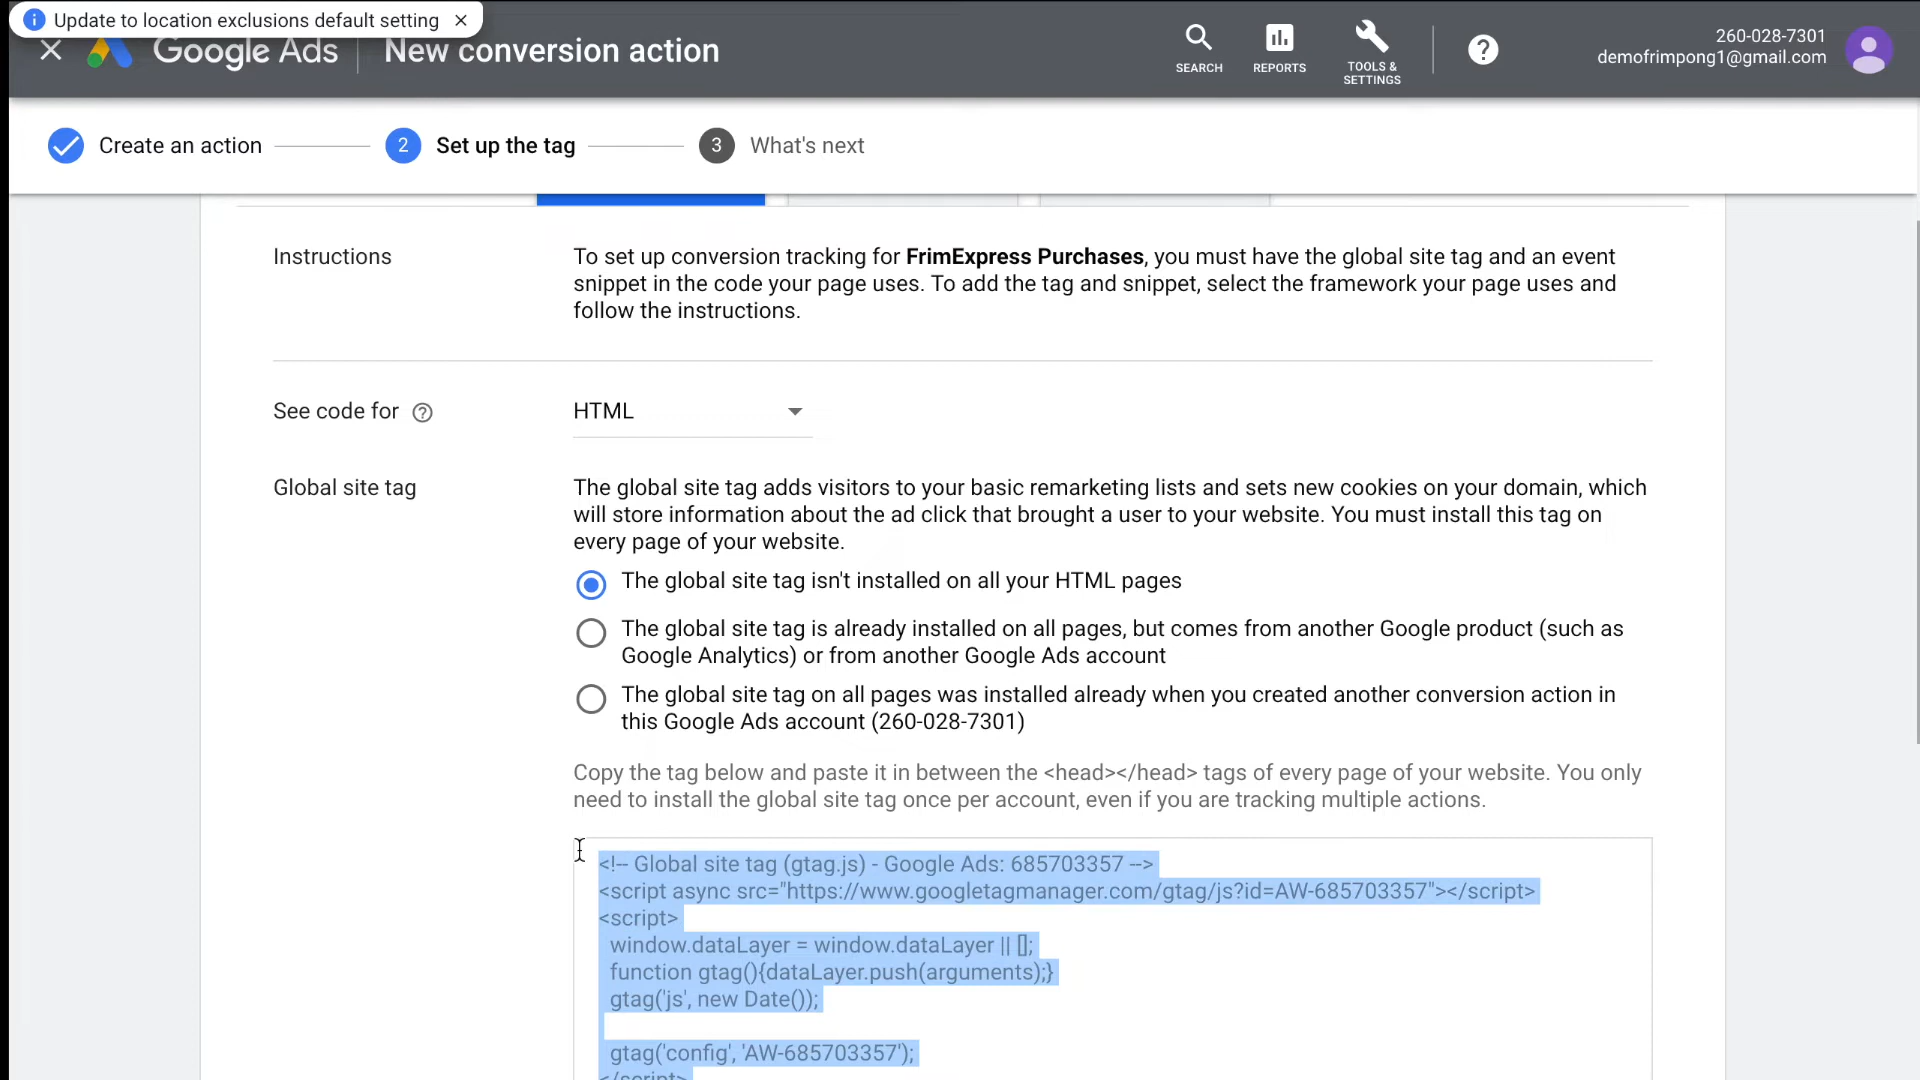 Update to location exclusions default setting
Google Ads
New conversion action
SEARCH
REPORTS
TOOLS &
SETTINGS
260-028-7301
demofrimpong1@gmail.com
Create an action
2
Set up the tag
3
What's next
Instructions
To set up conversion tracking for FrimExpress Purchases, you must have the global site tag and an event
snippet in the code your page uses. To add the tag and snippet, select the framework your page uses and
follow the instructions.
See code for
HTML
Global site tag
The global site tag adds visitors to your basic remarketing lists and sets new cookies on your domain, which
will store information about the ad click that brought a user to your website. You must install this tag on
every page of your website.
The global site tag isn't installed on all your HTML pages
The global site tag is already installed on all pages, but comes from another Google product (such as
Google Analytics) or from another Google Ads account
The global site tag on all pages was installed already when you created another conversion action in
this Google Ads account (260-028-7301)
Copy the tag below and paste it in between the <head></head> tags of every page of your website. You only
need to install the global site tag once per account, even if you are tracking multiple actions.
<!-- Global site tag (gtag.js) - Google Ads: 685703357 -->
<script async src="https://www.googletagmanager.com/gtag/js?id=AW-685703357"></script>
<script>
window.dataLayer = window.dataLayer || [];
function gtag(){dataLayer.push(arguments);}
gtag('js', new Date());
gtag('config', 'AW-685703357');
</script>